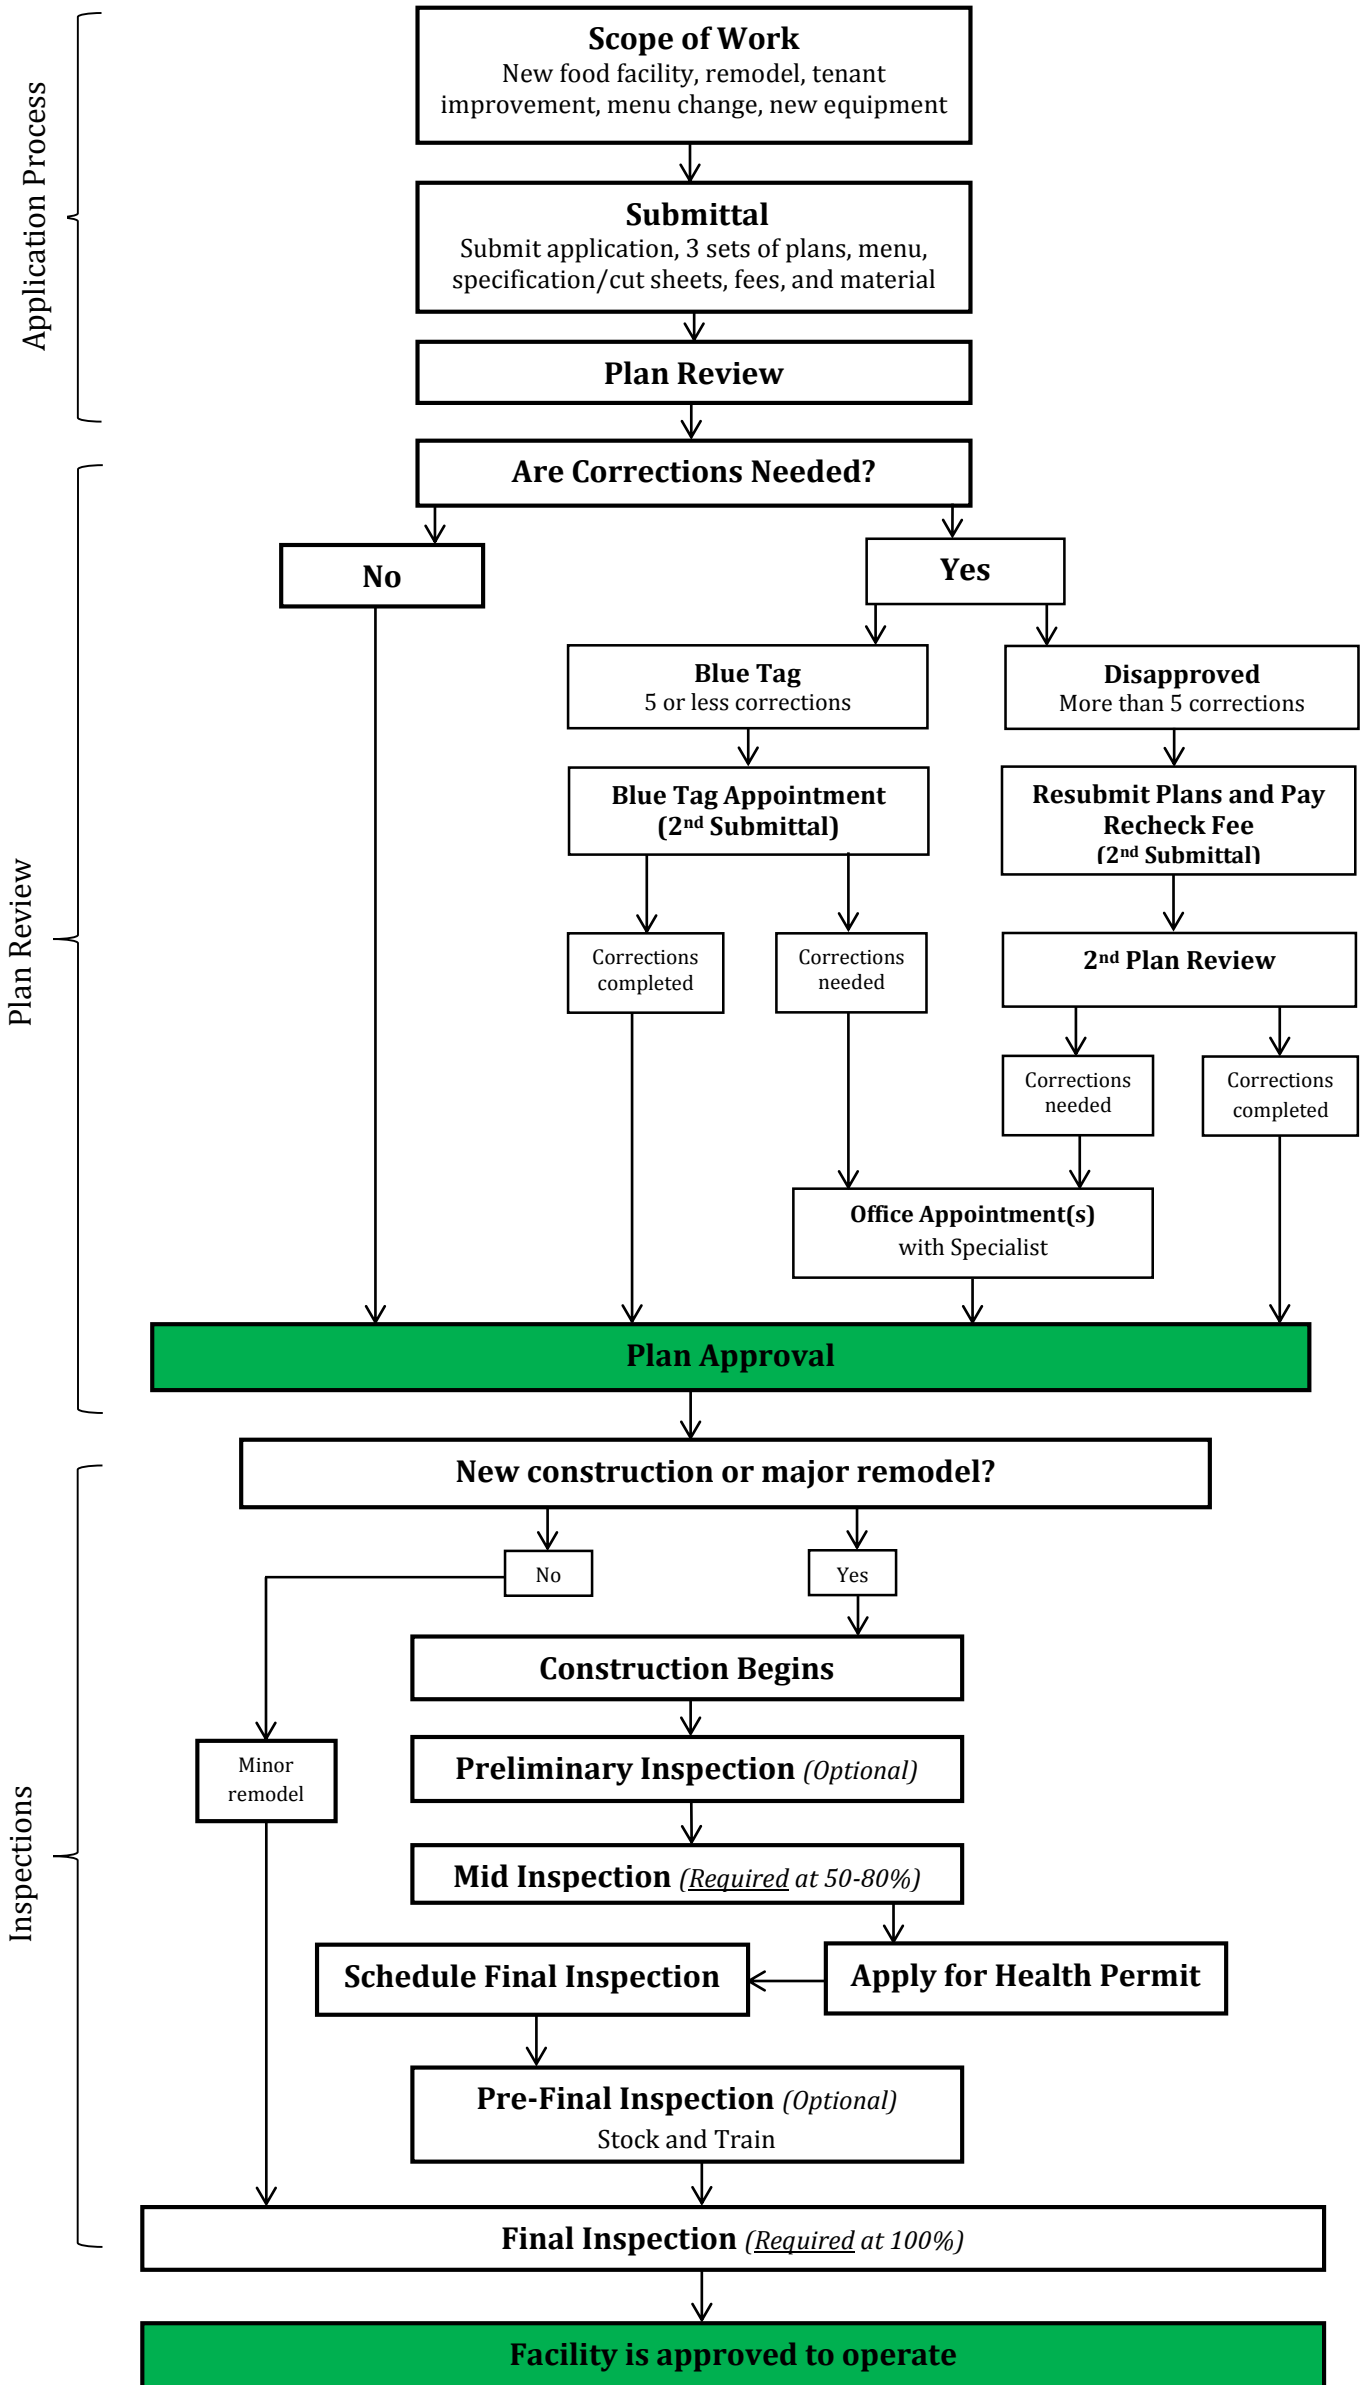 Application Process
Scope of Work
New food facility, remodel, tenant
improvement, menu change, new equipment
Submittal
Submit application, 3 sets of plans, menu,
specification/cut sheets, fees, and material
Plan Review
Plan Review
Are Corrections Needed?
No
Yes
Blue Tag
5 or less corrections
Disapproved
More than 5 corrections
Blue Tag Appointment
(2nd Submittal)
Resubmit Plans and Pay
Recheck Fee
(2nd Submittal)
Corrections
completed
Corrections
needed
2nd Plan Review
Corrections
needed
Corrections
completed
Office Appointment(s)
with Specialist
Plan Approval
Inspections
New construction or major remodel?
No
Yes
Construction Begins
Minor
remodel
Preliminary Inspection (Optional)
Mid Inspection (Required at 50-80%)
Schedule Final Inspection
Apply for Health Permit
Pre-Final Inspection (Optional)
Stock and Train
Final Inspection (Required at 100%)
Facility is approved to operate